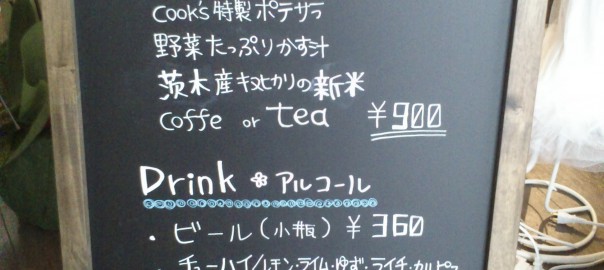 Cook's 特製 ポテサラ
野菜たっぷりかす汁
茨木産キヌヒカリの新米
coffe or tea ¥900
Drink アルコール
・ビール(小瓶) ¥360
・チューハイ/レモン・ライム・ゆず・ライチ・カルピス